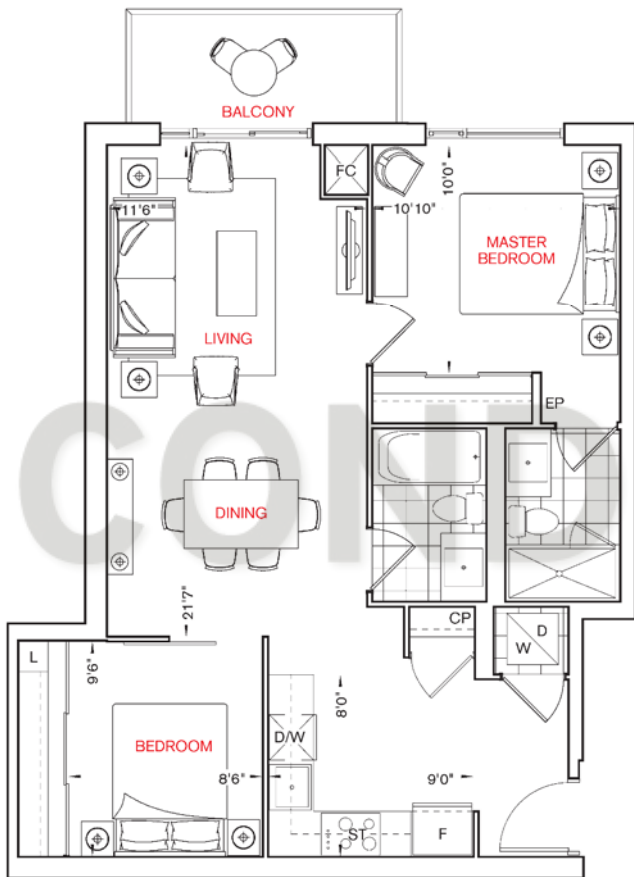 BALCONY
FC
10'0"
11'6"
10'10"
MASTER
BEDROOM
LIVING
EP
COND
DINING
21'7"
CP
D
W
L
9'6"
8'0"
D/W
BEDROOM
8'6"
9'0"
ST
F